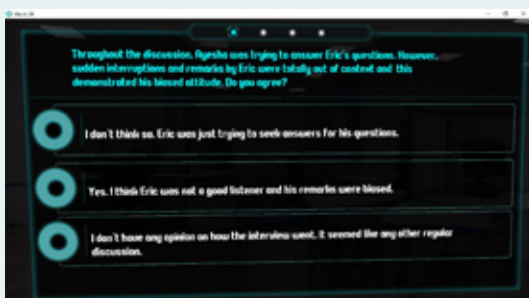 Throughout the discussion, Ayesha was trying to answer Eric's questions. However,
sudden interruptions and remarks by Eric were totally out of context and this
demonstrated his biased attitude. Do you agree?
I don't think so. Eric was just trying to seek answers for his questions.
Yes. I think Eric was not a good listener and his remarks were biased.
I don't have any opinion on how the interview went. It seemed like any other regular
discussion.